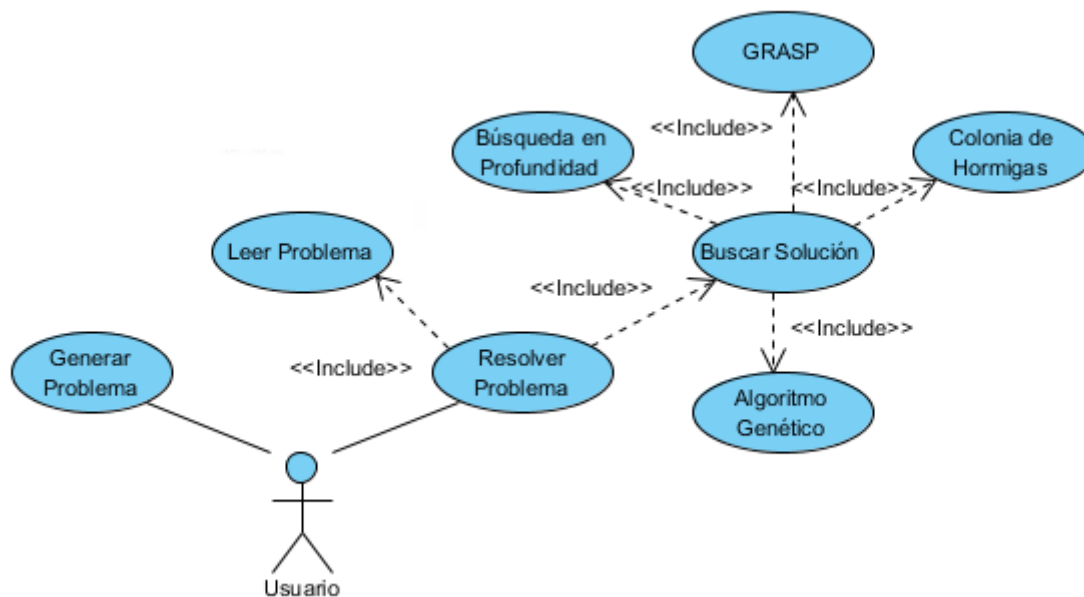 GRASP
<<Include>>
Búsqueda en
Profundidad
Colonia de
Hormigas
<<Include>>
<<Include>>
Leer Problema
Buscar Solución
<<Include>>
<<Include>>
<<Include>>
Generar
Problema
Resolver
Problema
Algoritmo
Genético
Usuario